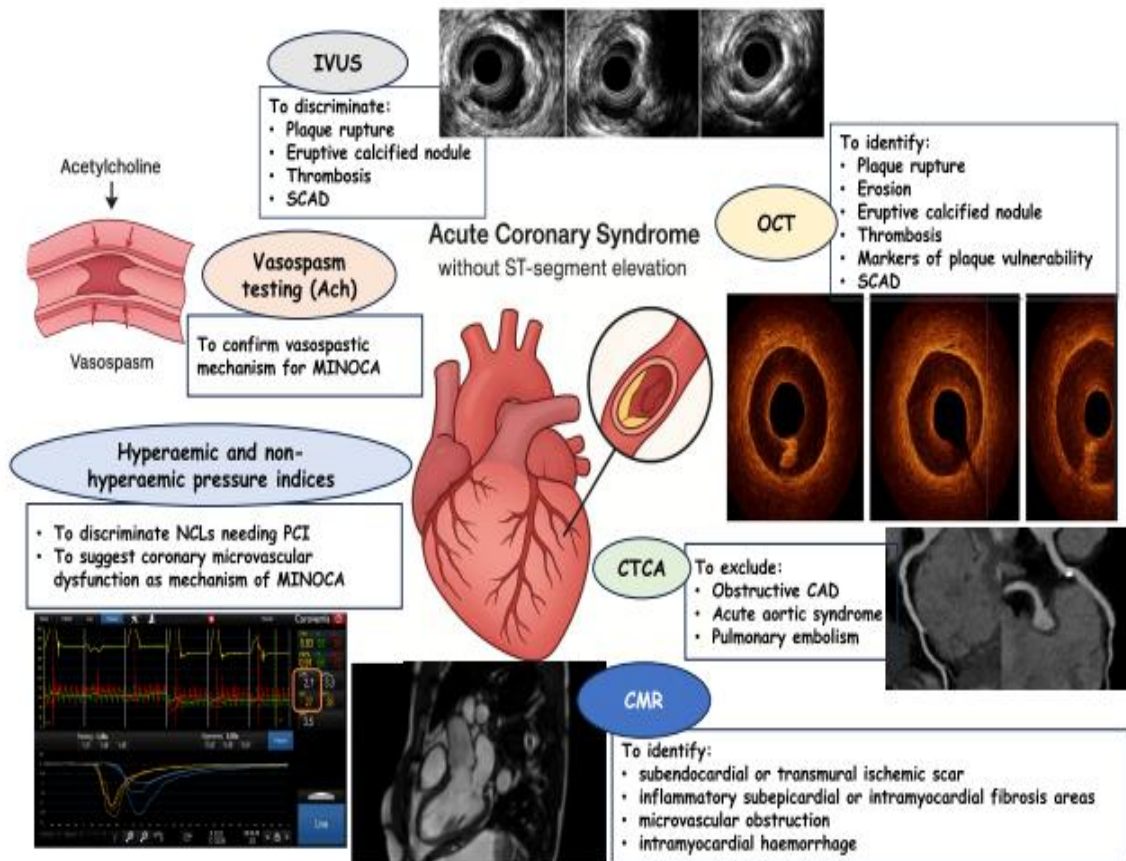 IVUS
To discriminate:
• Plaque rupture
• Eruptive calcified nodule
• Thrombosis
• SCAD
To identify:
• Plaque rupture
• Erosion
• Eruptive calcified nodule
• Thrombosis
• Markers of plaque vulnerability
• SCAD
OCT
Acetylcholine
Vasospasm
Vasospasm
testing (Ach)
To confirm vasospastic
mechanism for MINOCA
Acute Coronary Syndrome
without ST-segment elevation
Hyperaemic and non-
hyperaemic pressure indices
• To discriminate NCLs needing PCI
• To suggest coronary microvascular
dysfunction as mechanism of MINOCA
CTCA
To exclude:
• Obstructive CAD
• Acute aortic syndrome
• Pulmonary embolism
3.5
Live
CMR
To identify:
• subendocardial or transmural ischemic scar
• inflammatory subepicardial or intramyocardial fibrosis areas
• microvascular obstruction
• intramyocardial haemorrhage